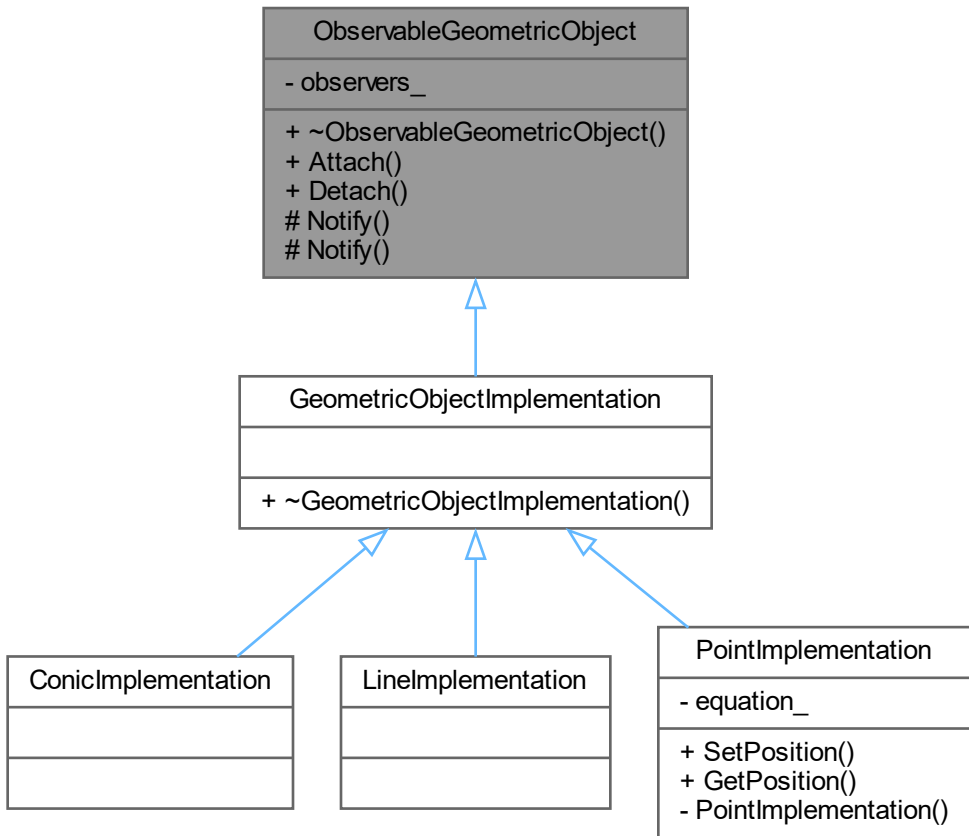 ObservableGeometricObject
- observers_
+ ~ObservableGeometricObject()
+ Attach()
+ Detach()
# Notify()
# Notify()
GeometricObjectImplementation
+ ~GeometricObjectImplementation()
ConicImplementation
LineImplementation
PointImplementation
- equation_
+ SetPosition()
+ GetPosition()
- PointImplementation()